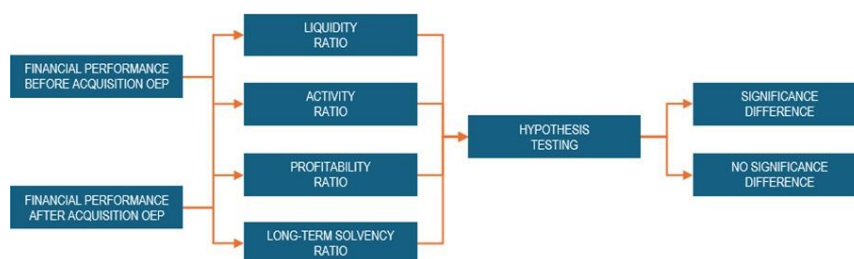 FINANCIAL PERFORMANCE
BEFORE ACQUISITION OEP
FINANCIAL PERFORMANCE
AFTER ACQUISITION OEP
LIQUIDITY
RATIO
ACTIVITY
RATIO
PROFITABILITY
RATIO
LONG-TERM SOLVENCY
RATIO
HYPOTHESIS
TESTING
SIGNIFICANCE
DIFFERENCE
NO SIGNIFICANCE
DIFFERENCE